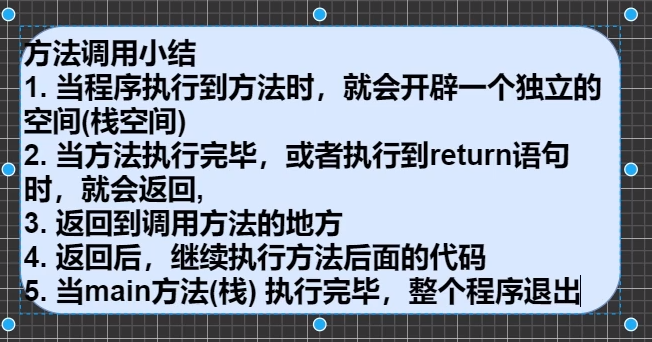 方法调用小结
1. 当程序执行到方法时，就会开辟一个独立的
空间(栈空间)
2. 当方法执行完毕，或者执行到return语句
时，就会返回,
3. 返回到调用方法的地方
4. 返回后，继续执行方法后面的代码
5. 当main方法(栈) 执行完毕，整个程序退出